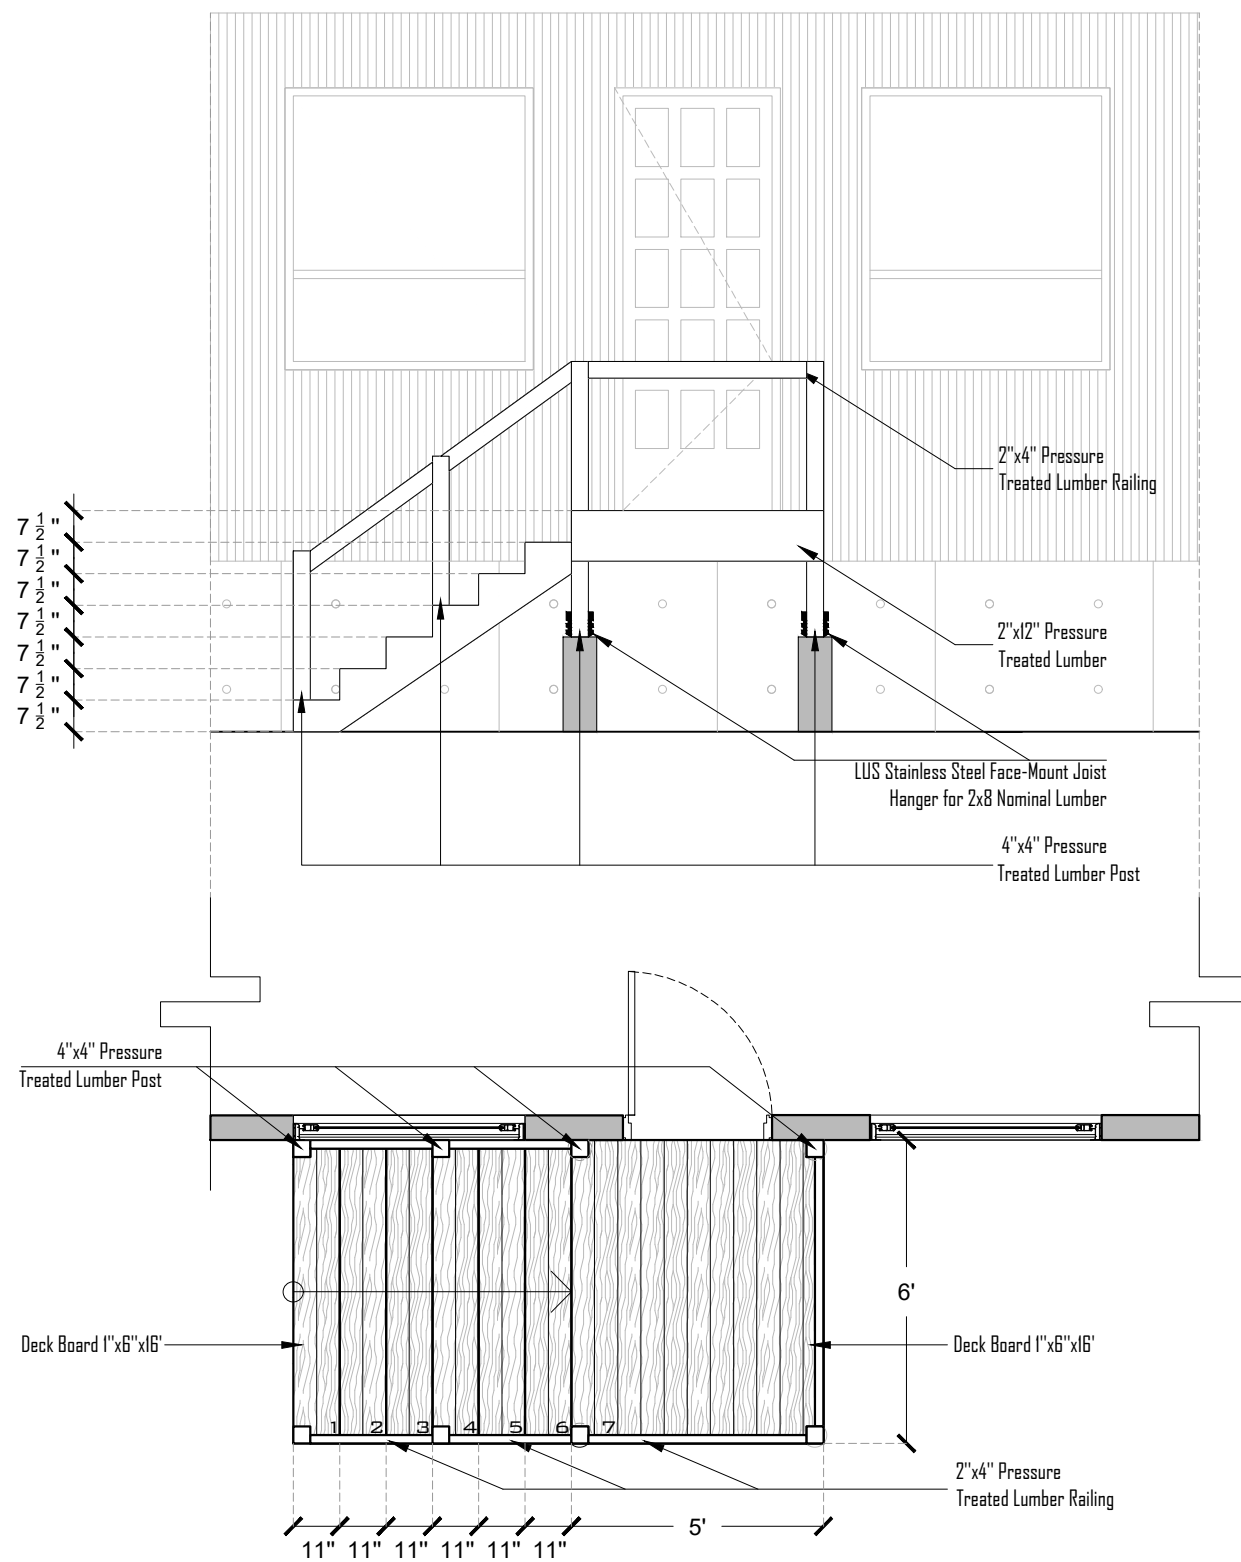 2"x4" Pressure
Treated Lumber Railing
7 1/2"
7 1/2"
7 1/2"
7 1/2"
7 1/2"
7 1/2"
7 1/2"
2"x12" Pressure
Treated Lumber
LUS Stainless Steel Face-Mount Joist
Hanger for 2x8 Nominal Lumber
4"x4" Pressure
Treated Lumber Post
4"x4" Pressure
Treated Lumber Post
6'
Deck Board 1"x6"x16'
Deck Board 1"x6"x16'
1 2 3 4 5 6 7
2"x4" Pressure
Treated Lumber Railing
5'
11" 11" 11" 11" 11" 11"